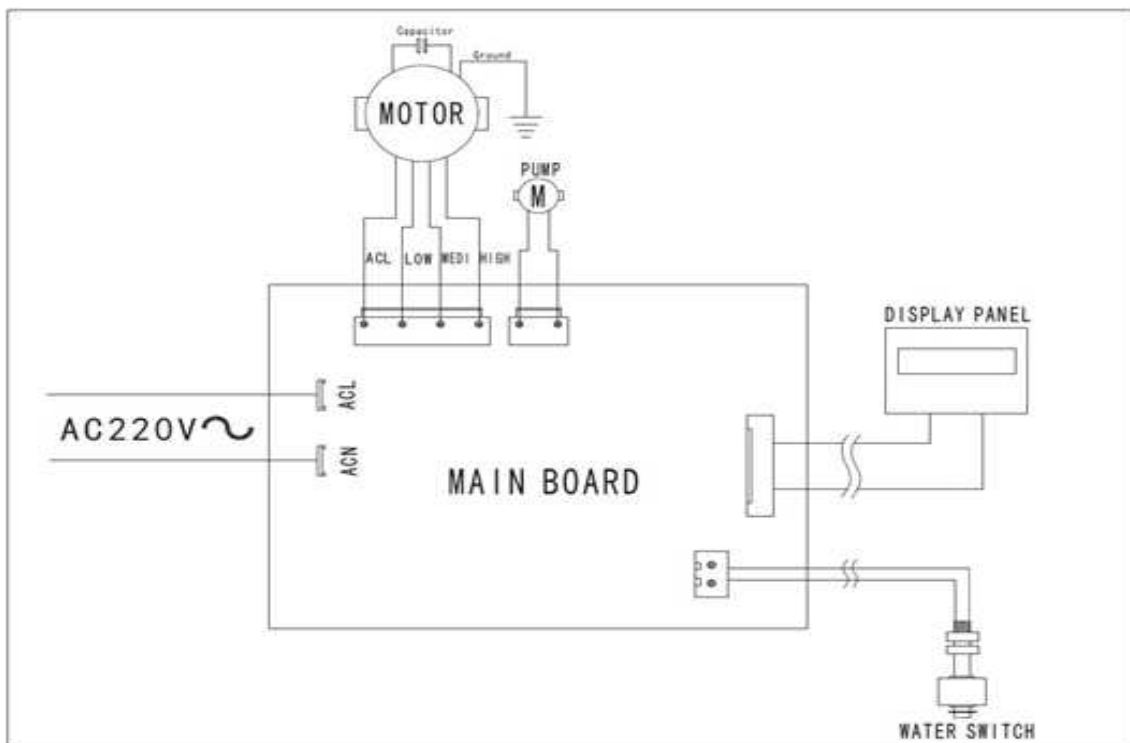 Capacitor
Ground
MOTOR
PUMP
M
ACL LOW MEDI HIGH
DISPLAY PANEL
ACL
AC220V
ACN
MAIN BOARD
WATER SWITCH